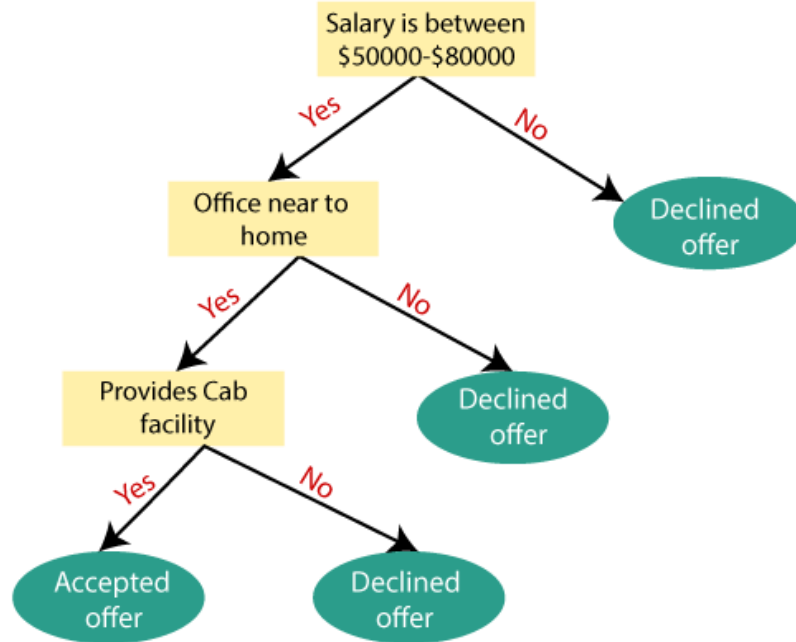 Salary is between
$50000-$80000
Yes
No
Office near to
home
Declined
offer
Yes
No
Provides Cab
facility
Declined
offer
Yes
No
Accepted
offer
Declined
offer